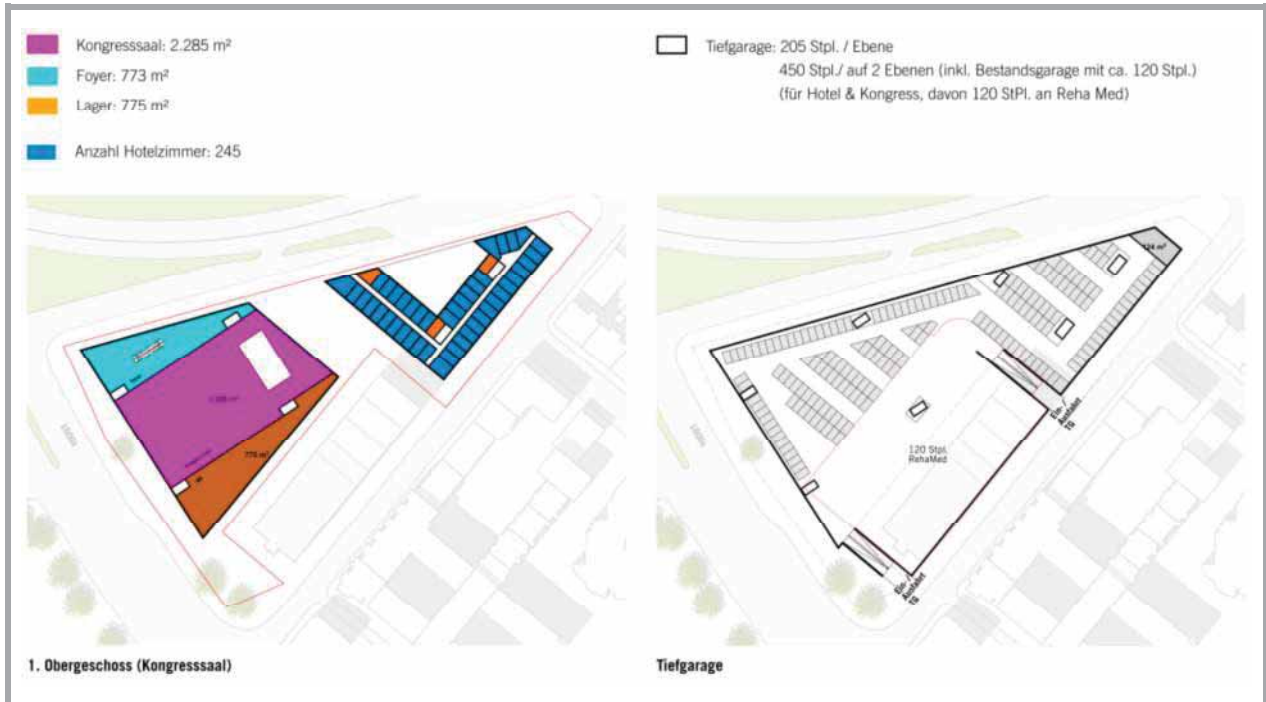 Kongresssaal: 2.285 m²
Foyer: 773 m²
Lager: 775 m²
Anzahl Hotelzimmer: 245
Tiefgarage: 205 Stpl. / Ebene
450 Stpl./ auf 2 Ebenen (inkl. Bestandsgarage mit ca. 120 Stpl.)
(für Hotel & Kongress, davon 120 StPl. an Reha Med)
120 Stpl.
RehaMed
Ein- /
Ausfahrt
TG
Ein- /
Ausfahrt
TG
1. Obergeschoss (Kongresssaal)
Tiefgarage